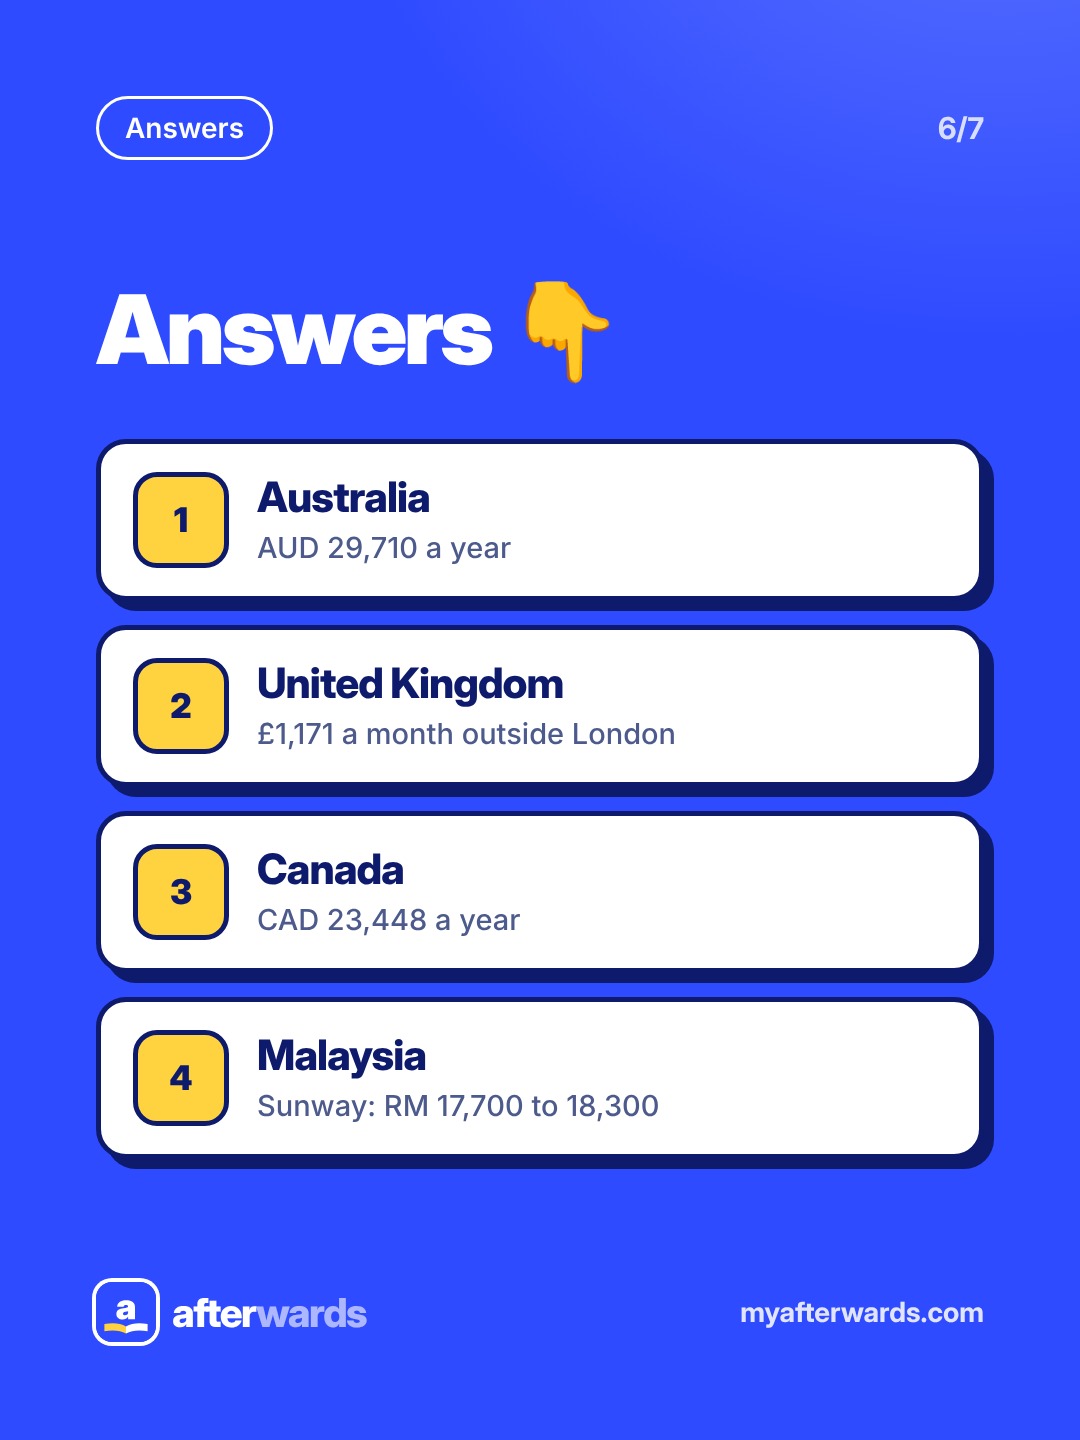 Answers
6/7
Answers 👇
1
Australia
AUD 29,710 a year
2
United Kingdom
£1,171 a month outside London
3
Canada
CAD 23,448 a year
4
Malaysia
Sunway: RM 17,700 to 18,300
a
afterwards
myafterwards.com